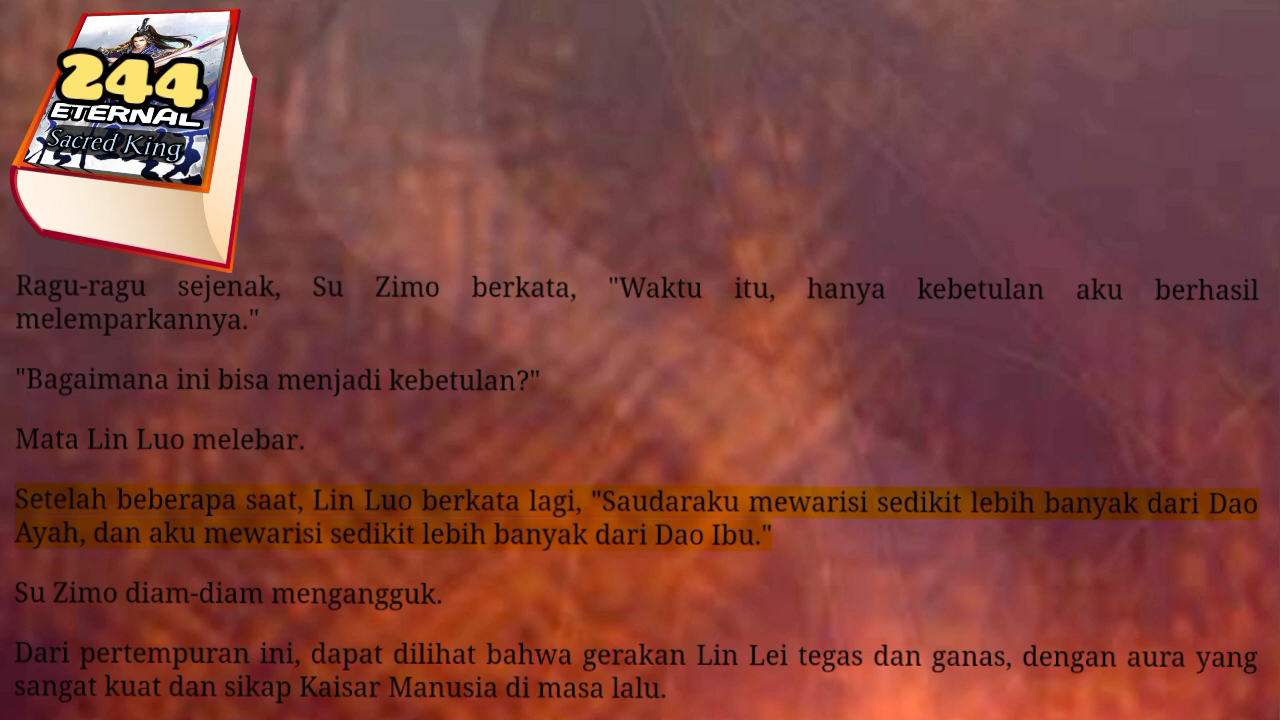 244
ETERNAL
Sacred King
Ragu-ragu sejenak, Su Zimo berkata, "Waktu itu, hanya kebetulan aku berhasil
melemparkannya."
"Bagaimana ini bisa menjadi kebetulan?"
Mata Lin Luo melebar.
Setelah beberapa saat, Lin Luo berkata lagi, "Saudaraku mewarisi sedikit lebih banyak dari Dao
Ayah, dan aku mewarisi sedikit lebih banyak dari Dao Ibu."
Su Zimo diam-diam mengangguk.
Dari pertempuran ini, dapat dilihat bahwa gerakan Lin Lei tegas dan ganas, dengan aura yang
sangat kuat dan sikap Kaisar Manusia di masa lalu.